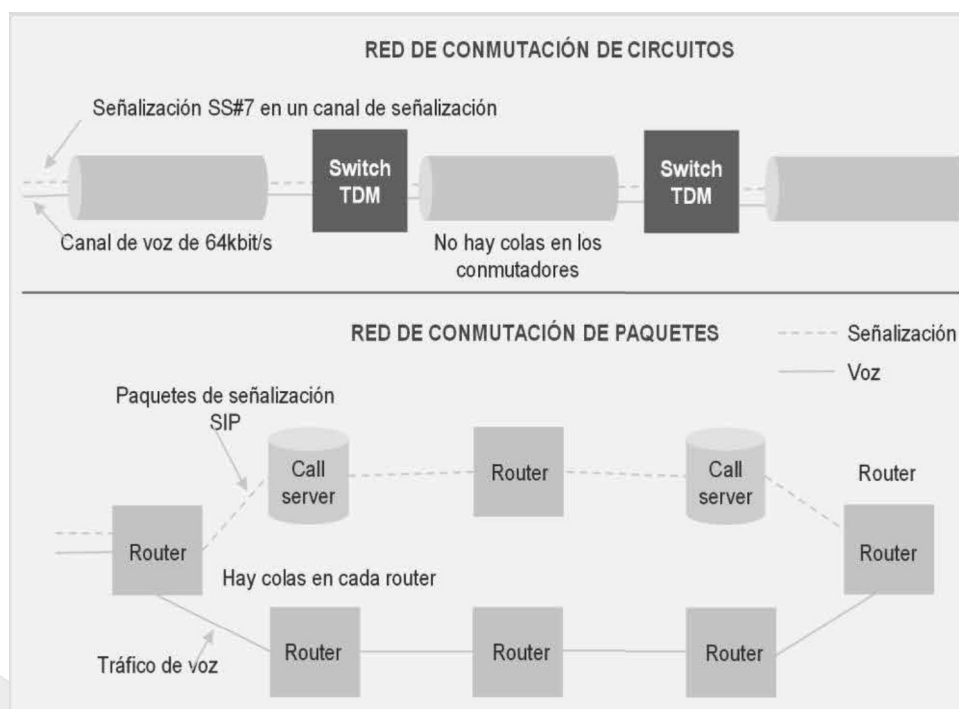 RED DE CONMUTACIÓN DE CIRCUITOS
Señalización SS#7 en un canal de señalización
Switch
TDM
Switch
TDM
Canal de voz de 64kbit/s
No hay colas en los
conmutadores
RED DE CONMUTACIÓN DE PAQUETES
Señalización
Voz
Paquetes de señalización
SIP
Call
server
Router
Call
server
Router
Router
Router
Hay colas en cada router
Router
Router
Router
Tráfico de voz